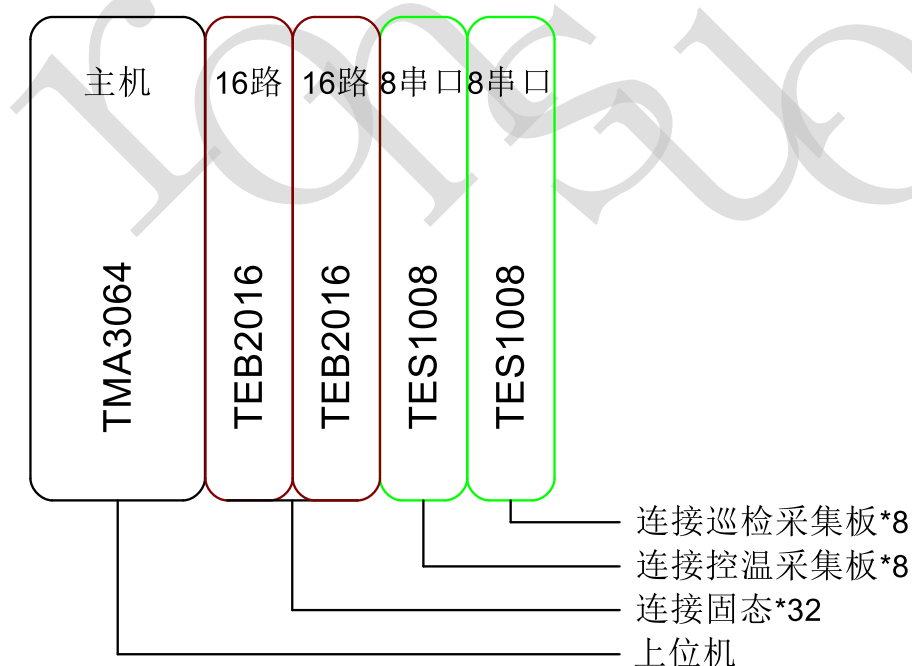 主机
16路
16路
8串口
8串口
TMA3064
TEB2016
TEB2016
TES1008
TES1008
连接巡检采集板*8
连接控温采集板*8
连接固态*32
上位机